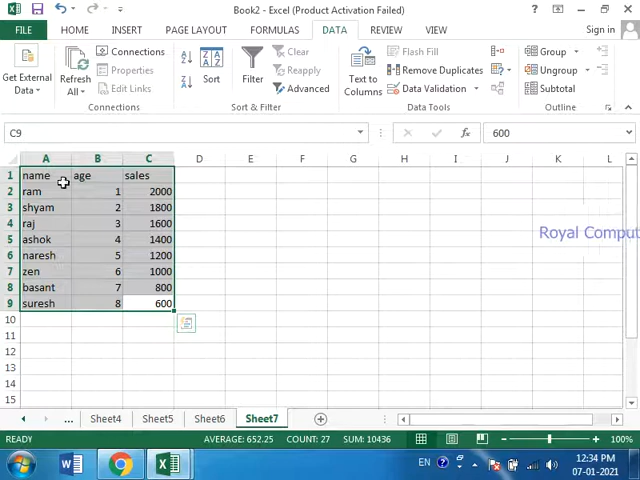 Book2 - Excel (Product Activation Failed)
FILE HOME INSERT PAGE LAYOUT FORMULAS DATA REVIEW VIEW Sign in
Get External Data
Refresh All
Connections
Properties
Edit Links
Connections
Sort
Filter
Clear
Reapply
Advanced
Sort & Filter
Text to Columns
Flash Fill
Remove Duplicates
Data Validation
Data Tools
Group
Ungroup
Subtotal
Outline
C9 fx 600
A B C D E F G H I J K L
1 name age sales
2 ram 1 2000
3 shyam 2 1800
4 raj 3 1600
5 ashok 4 1400
6 naresh 5 1200
7 zen 6 1000
8 basant 7 800
9 suresh 8 600
10
11
12
13
14
15
Royal Comput
... Sheet4 Sheet5 Sheet6 Sheet7
READY AVERAGE: 652.25 COUNT: 27 SUM: 10436 100%
EN 12:34 PM
07-01-2021